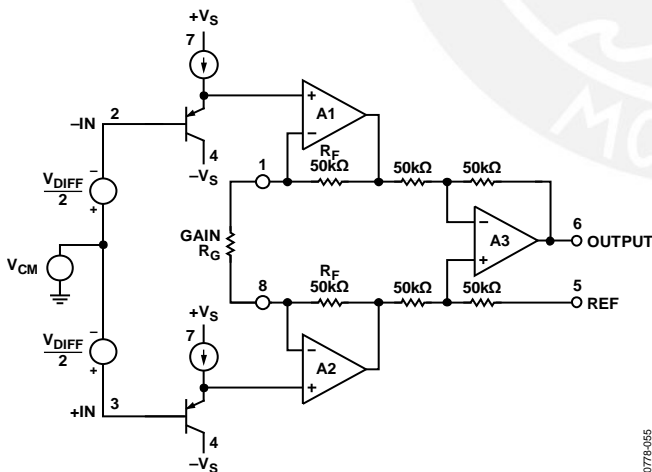 +VS
7
–IN
2
+
A1
–
4
–VS
RF
1
50kΩ
50kΩ
50kΩ
–
VDIFF
2
+
GAIN
RG
–
A3
+
6
OUTPUT
VCM
8
RF
50kΩ
50kΩ
50kΩ
5
REF
–
VDIFF
2
+
+VS
7
–
A2
+
+IN
3
4
–VS
00778-055
MO